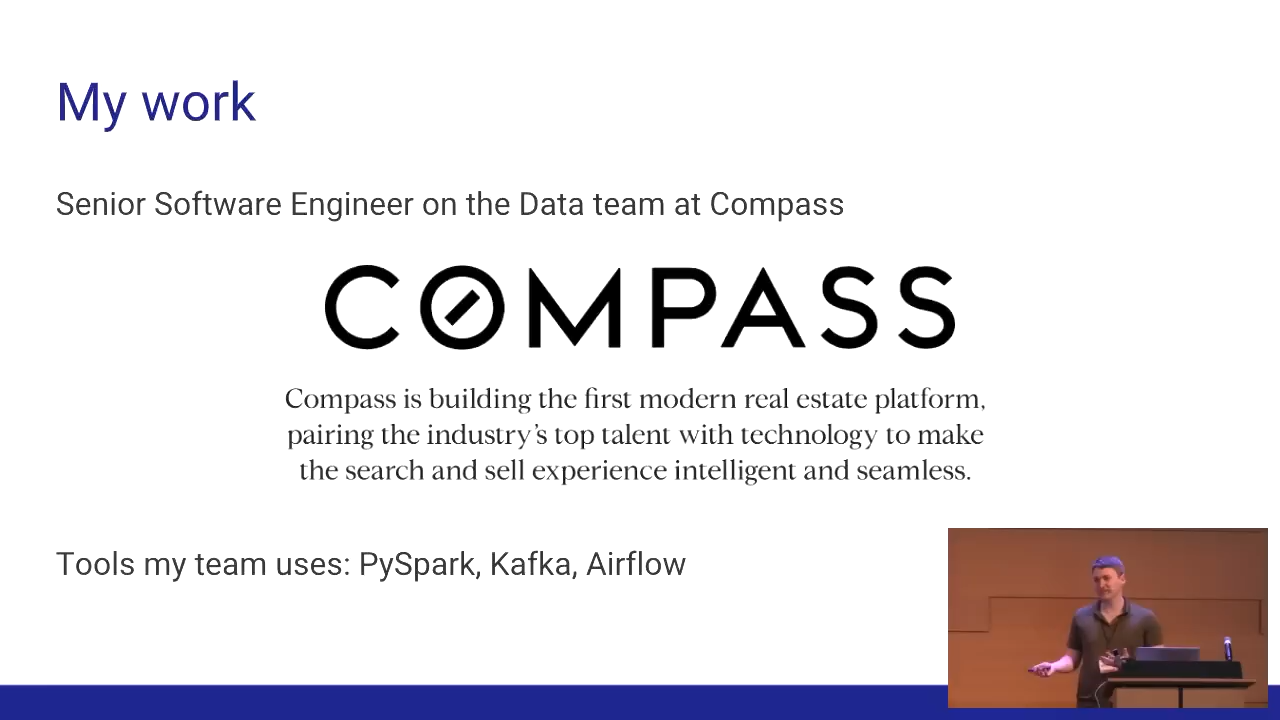 My work
Senior Software Engineer on the Data team at Compass
COMPASS
Compass is building the first modern real estate platform,
pairing the industry’s top talent with technology to make
the search and sell experience intelligent and seamless.
Tools my team uses: PySpark, Kafka, Airflow